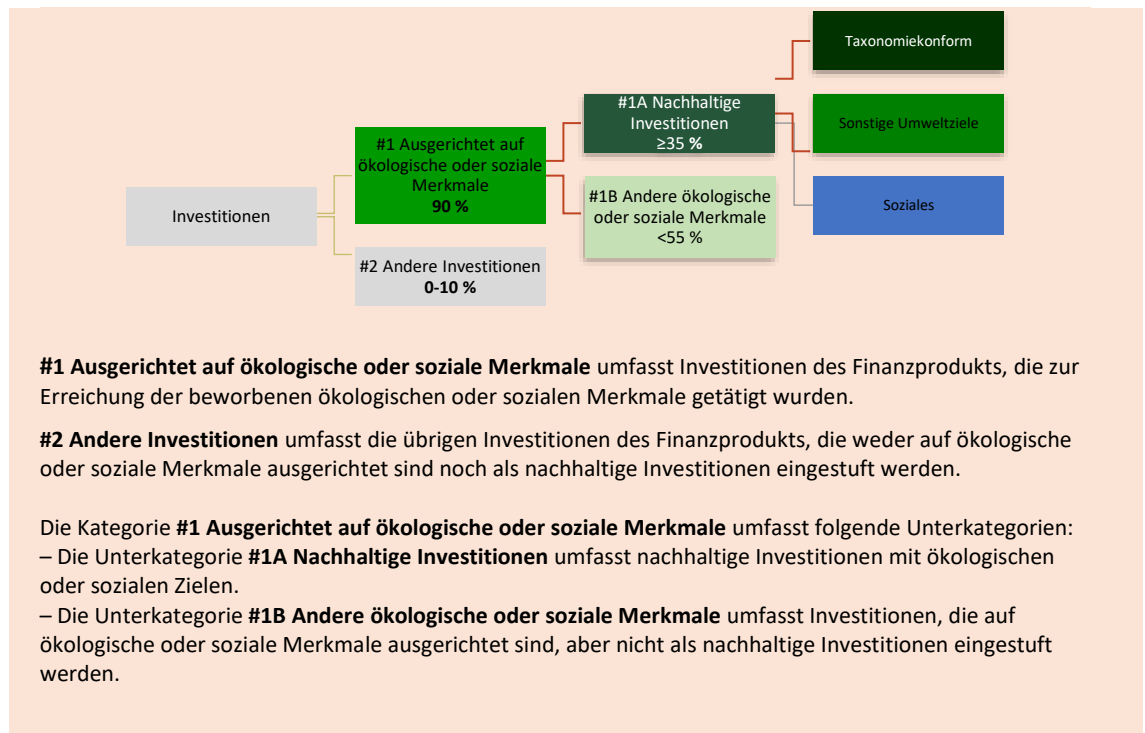 Taxonomiekonform
#1A Nachhaltige
Investitionen
≥35 %
Sonstige Umweltziele
#1 Ausgerichtet auf
ökologische oder soziale
Merkmale
90 %
#1B Andere ökologische
oder soziale Merkmale
<55 %
Soziales
Investitionen
#2 Andere Investitionen
0-10 %
#1 Ausgerichtet auf ökologische oder soziale Merkmale umfasst Investitionen des Finanzprodukts, die zur
Erreichung der beworbenen ökologischen oder sozialen Merkmale getätigt wurden.
#2 Andere Investitionen umfasst die übrigen Investitionen des Finanzprodukts, die weder auf ökologische
oder soziale Merkmale ausgerichtet sind noch als nachhaltige Investitionen eingestuft werden.
Die Kategorie #1 Ausgerichtet auf ökologische oder soziale Merkmale umfasst folgende Unterkategorien:
– Die Unterkategorie #1A Nachhaltige Investitionen umfasst nachhaltige Investitionen mit ökologischen
oder sozialen Zielen.
– Die Unterkategorie #1B Andere ökologische oder soziale Merkmale umfasst Investitionen, die auf
ökologische oder soziale Merkmale ausgerichtet sind, aber nicht als nachhaltige Investitionen eingestuft
werden.